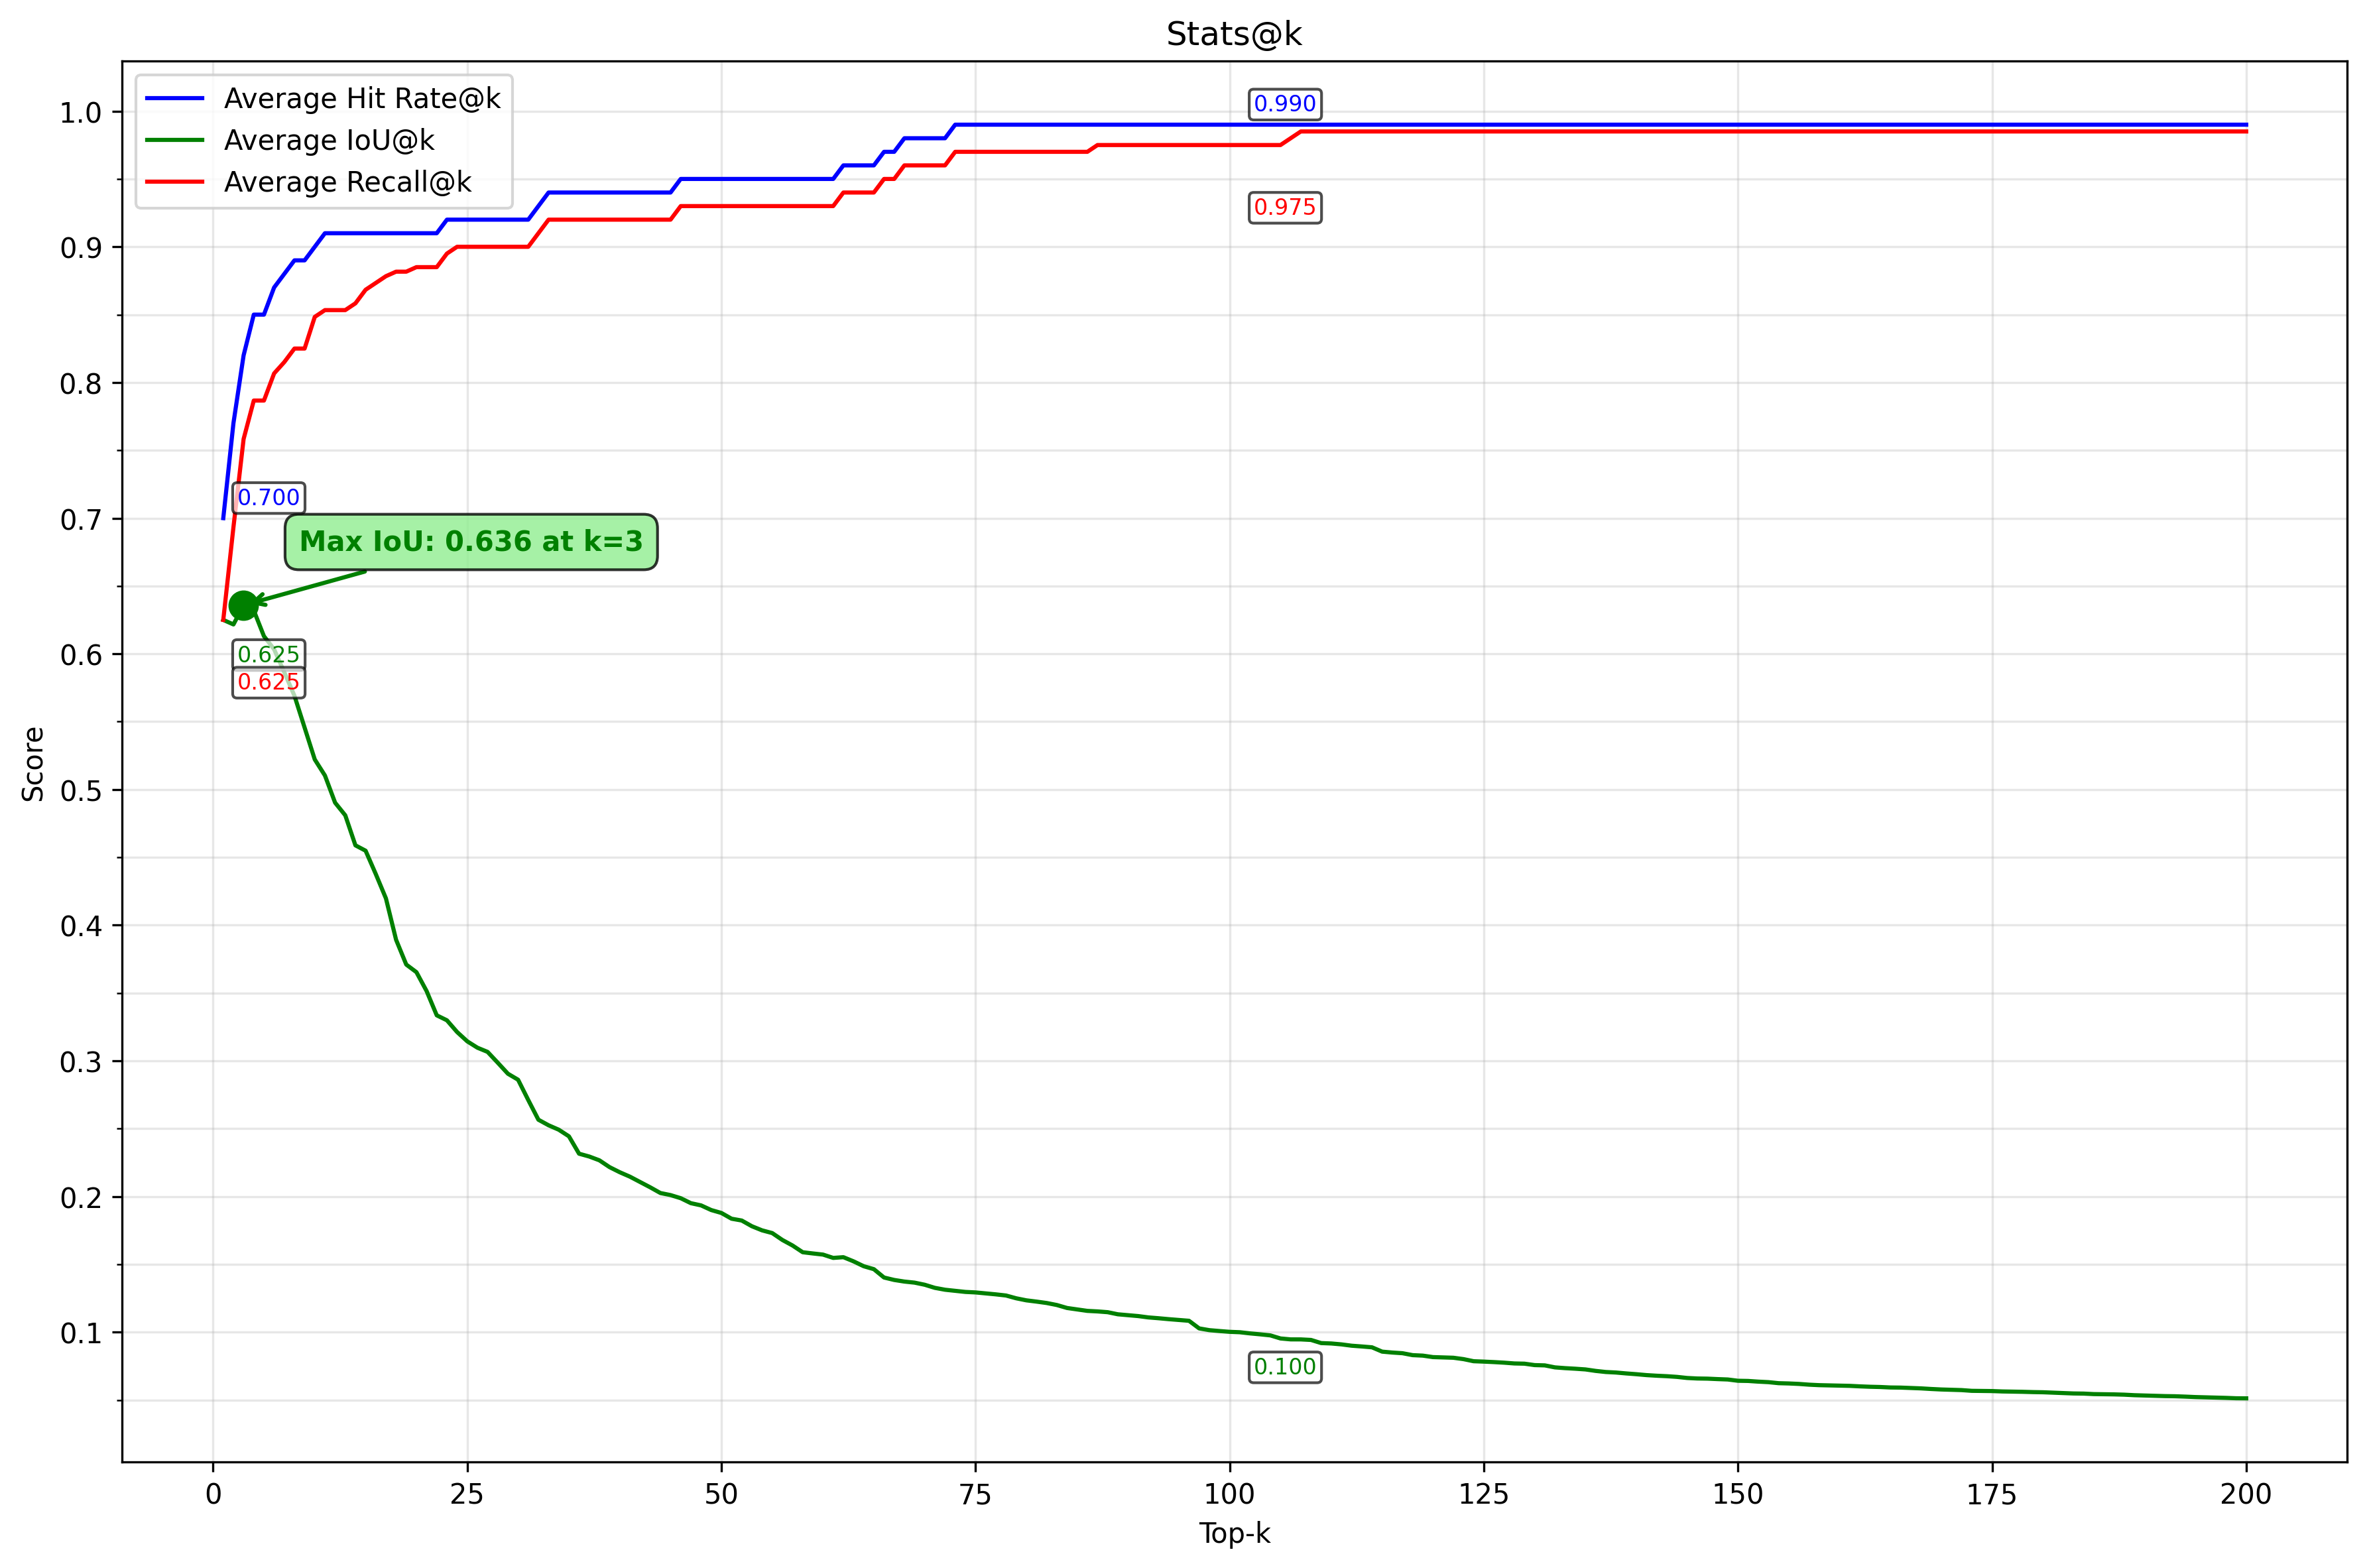 Stats@k
Average Hit Rate@k
Average IoU@k
Average Recall@k
0.990
0.975
0.700
Max IoU: 0.636 at k=3
0.625
0.625
0.100
1.0
0.9
0.8
0.7
0.6
0.5
0.4
0.3
0.2
0.1
Score
0 25 50 75 100 125 150 175 200
Top-k